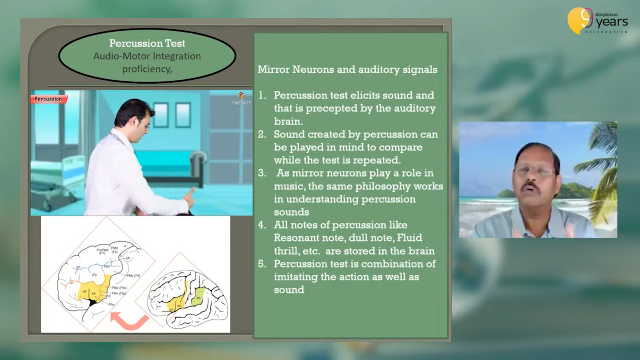 Percussion Test
Audio-Motor Integration
proficiency,
Percussion
Mirror Neurons and auditory signals
1. Percussion test elicits sound and
that is precepted by the auditory
brain.
2. Sound created by percussion can
be played in mind to compare
while the test is repeated.
3. As mirror neurons play a role in
music, the same philosophy works
in understanding percussion
sounds
4. All notes of percussion like
Resonant note, dull note, Fluid
thrill, etc. are stored in the brain
5. Percussion test is combination of
imitating the action as well as
sound
docplexus
9 years
CELEBRATION